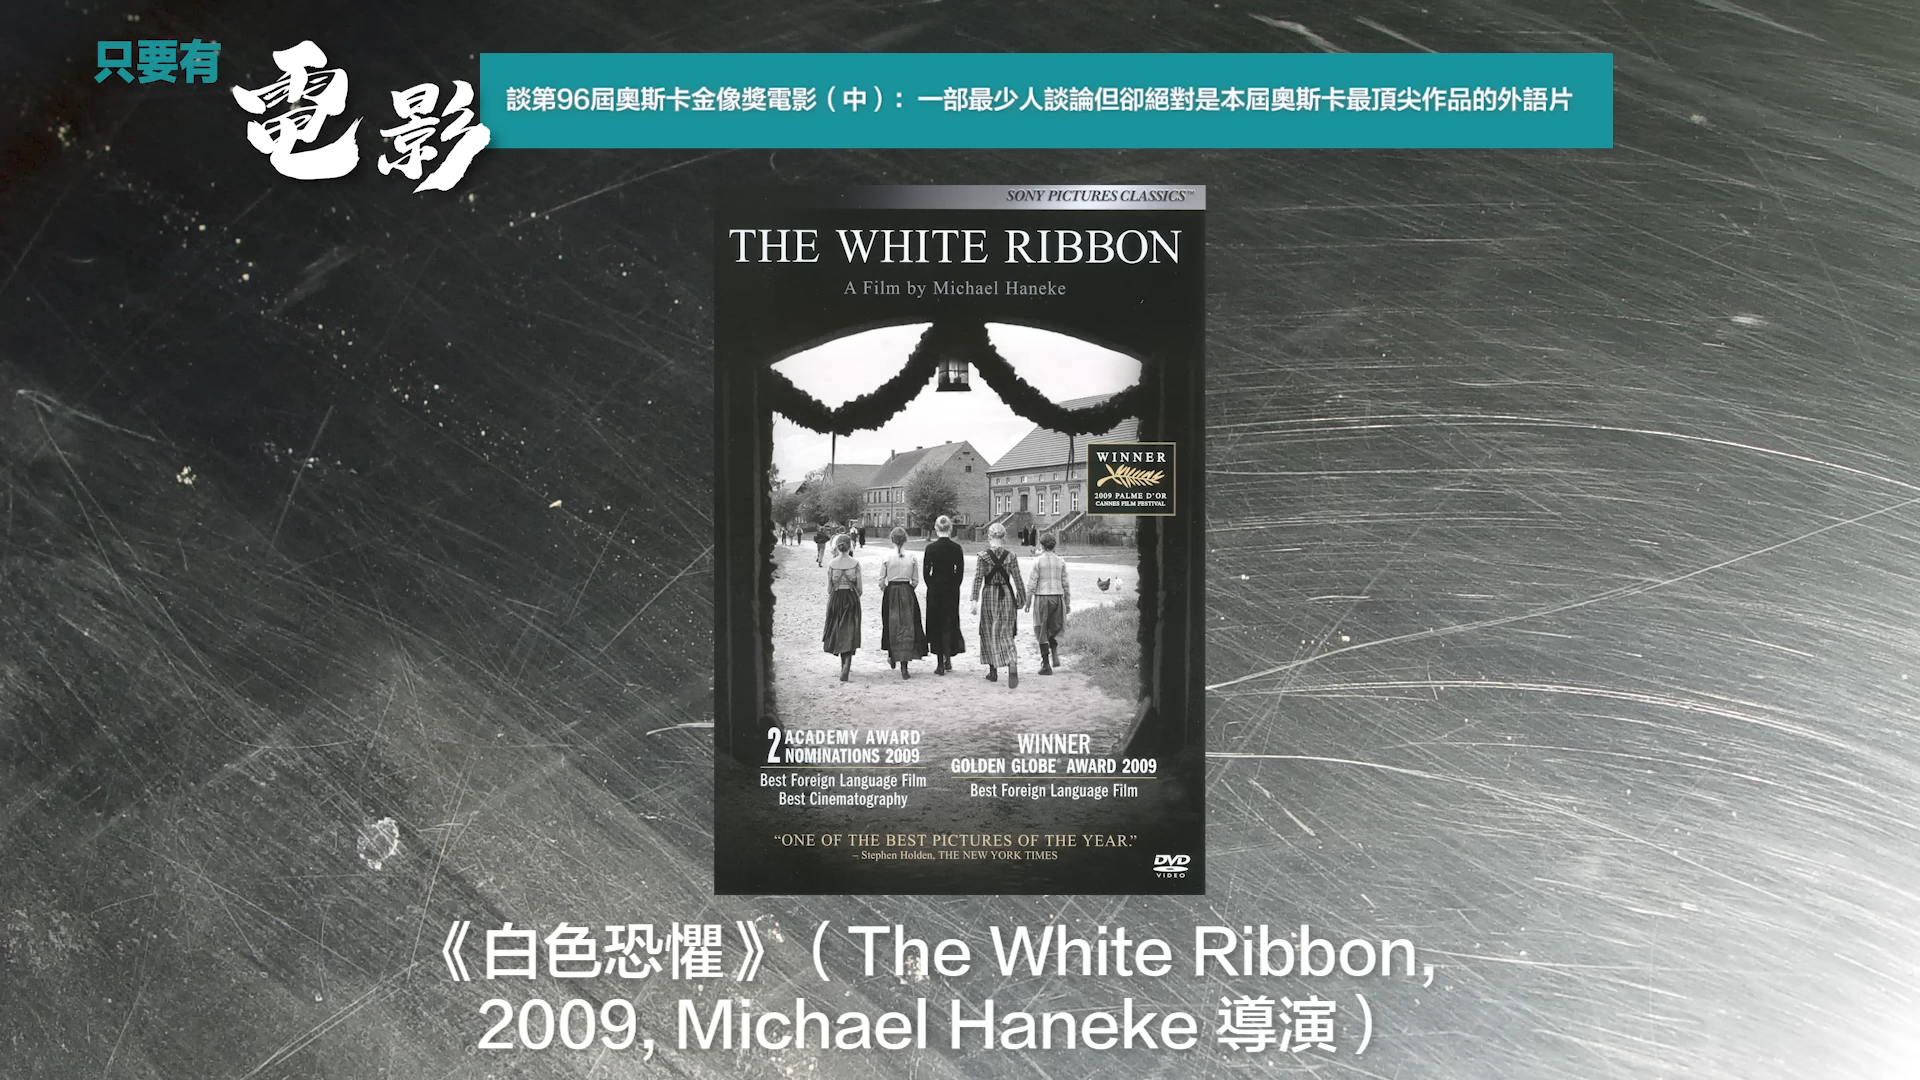 只要有
電影
談第96屆奧斯卡金像獎電影（中）：一部最少人談論但卻絕對是本屆奧斯卡最頂尖作品的外語片
SONY PICTURES CLASSICS™
THE WHITE RIBBON
A Film by Michael Haneke
WINNER
2009 PALME D'OR
CANNES FILM FESTIVAL
2 ACADEMY AWARD®
NOMINATIONS 2009
Best Foreign Language Film
Best Cinematography
WINNER
GOLDEN GLOBE® AWARD 2009
Best Foreign Language Film
“ONE OF THE BEST PICTURES OF THE YEAR.”
– Stephen Holden, THE NEW YORK TIMES
DVD
VIDEO
《白色恐懼》（The White Ribbon,
2009, Michael Haneke 導演）